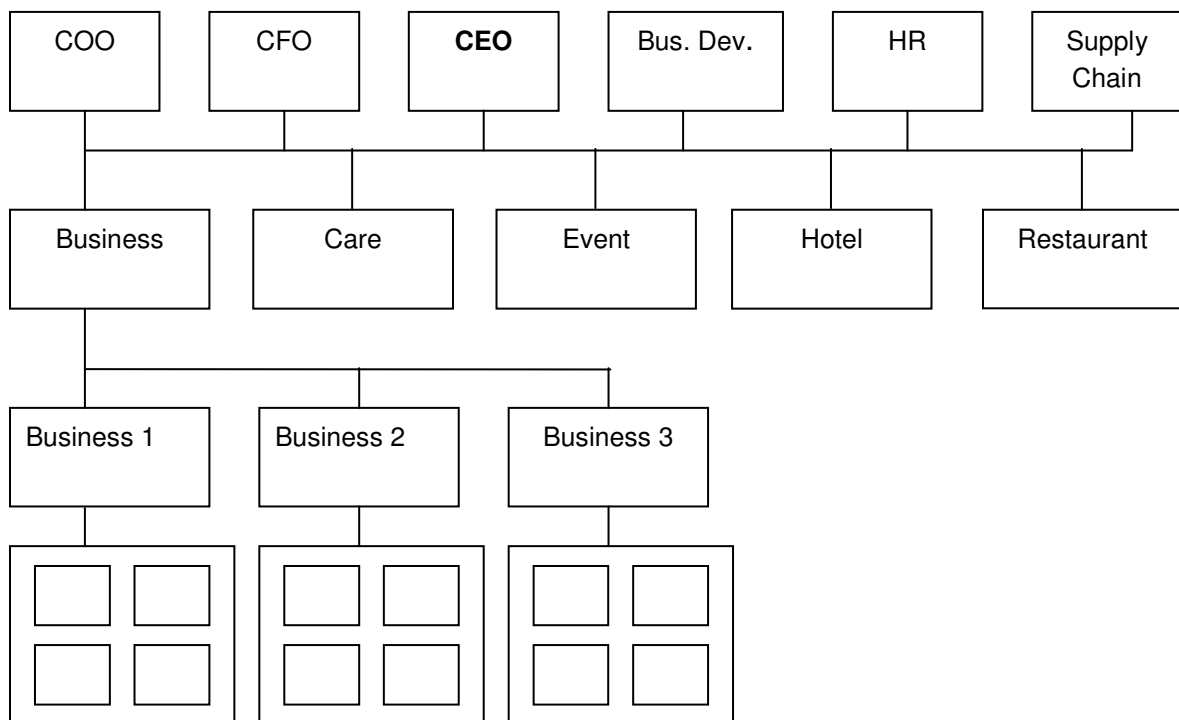 COO
CFO
CEO
Bus. Dev.
HR
Supply
Chain
Business
Care
Event
Hotel
Restaurant
Business 1
Business 2
Business 3